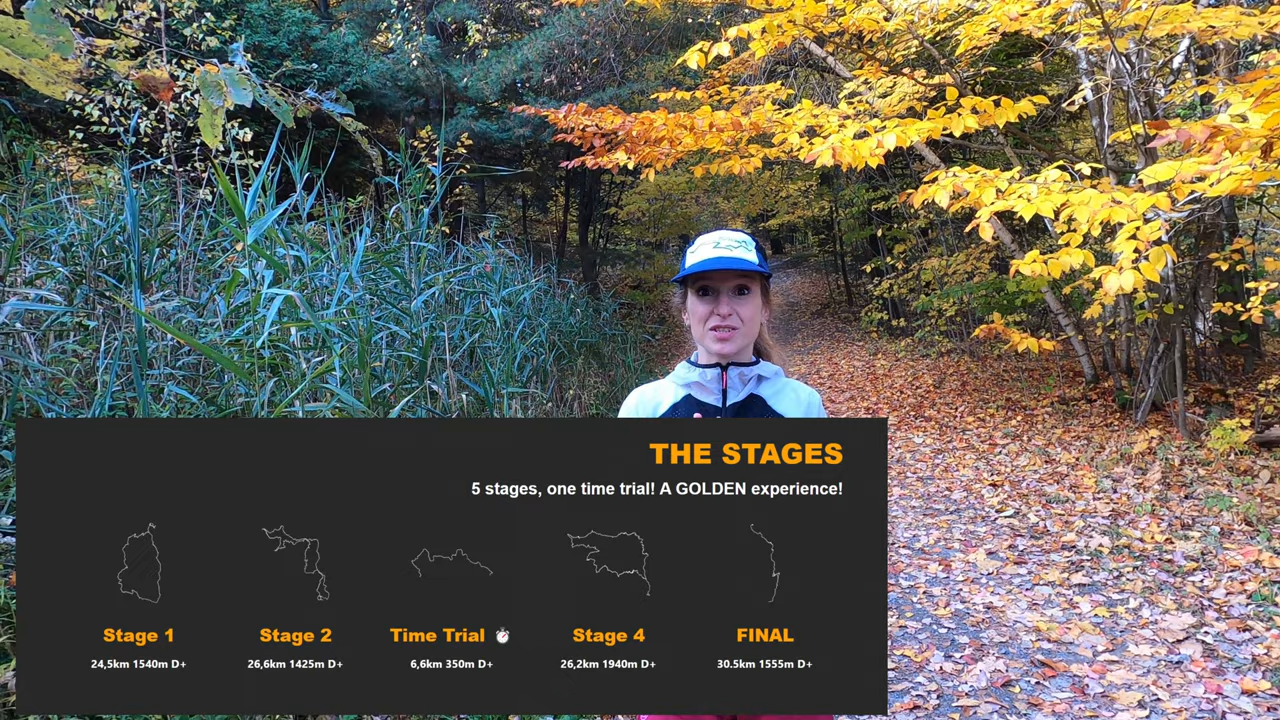 THE STAGES
5 stages, one time trial! A GOLDEN experience!
Stage 1
24,5km 1540m D+
Stage 2
26,6km 1425m D+
Time Trial
6,6km 350m D+
Stage 4
26,2km 1940m D+
FINAL
30.5km 1555m D+